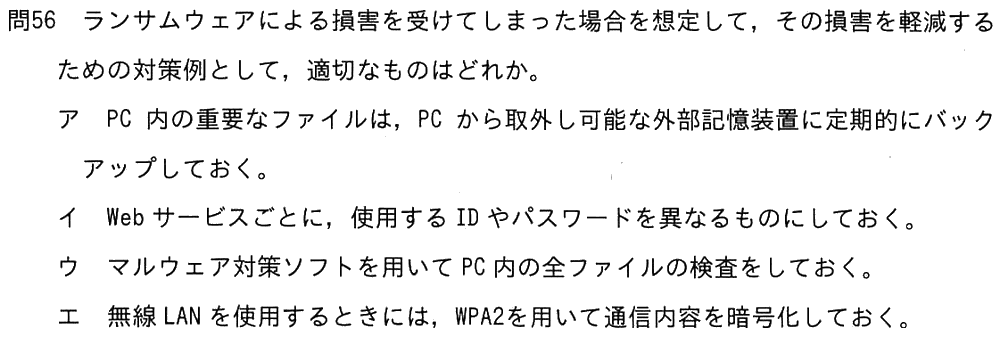 問56 ランサムウェアによる損害を受けてしまった場合を想定して，その損害を軽減する
ための対策例として，適切なものはどれか。
ア PC 内の重要なファイルは，PC から取外し可能な外部記憶装置に定期的にバック
アップしておく。
イ Web サービスごとに，使用する ID やパスワードを異なるものにしておく。
ウ マルウェア対策ソフトを用いて PC 内の全ファイルの検査をしておく。
エ 無線 LAN を使用するときには，WPA2を用いて通信内容を暗号化しておく。